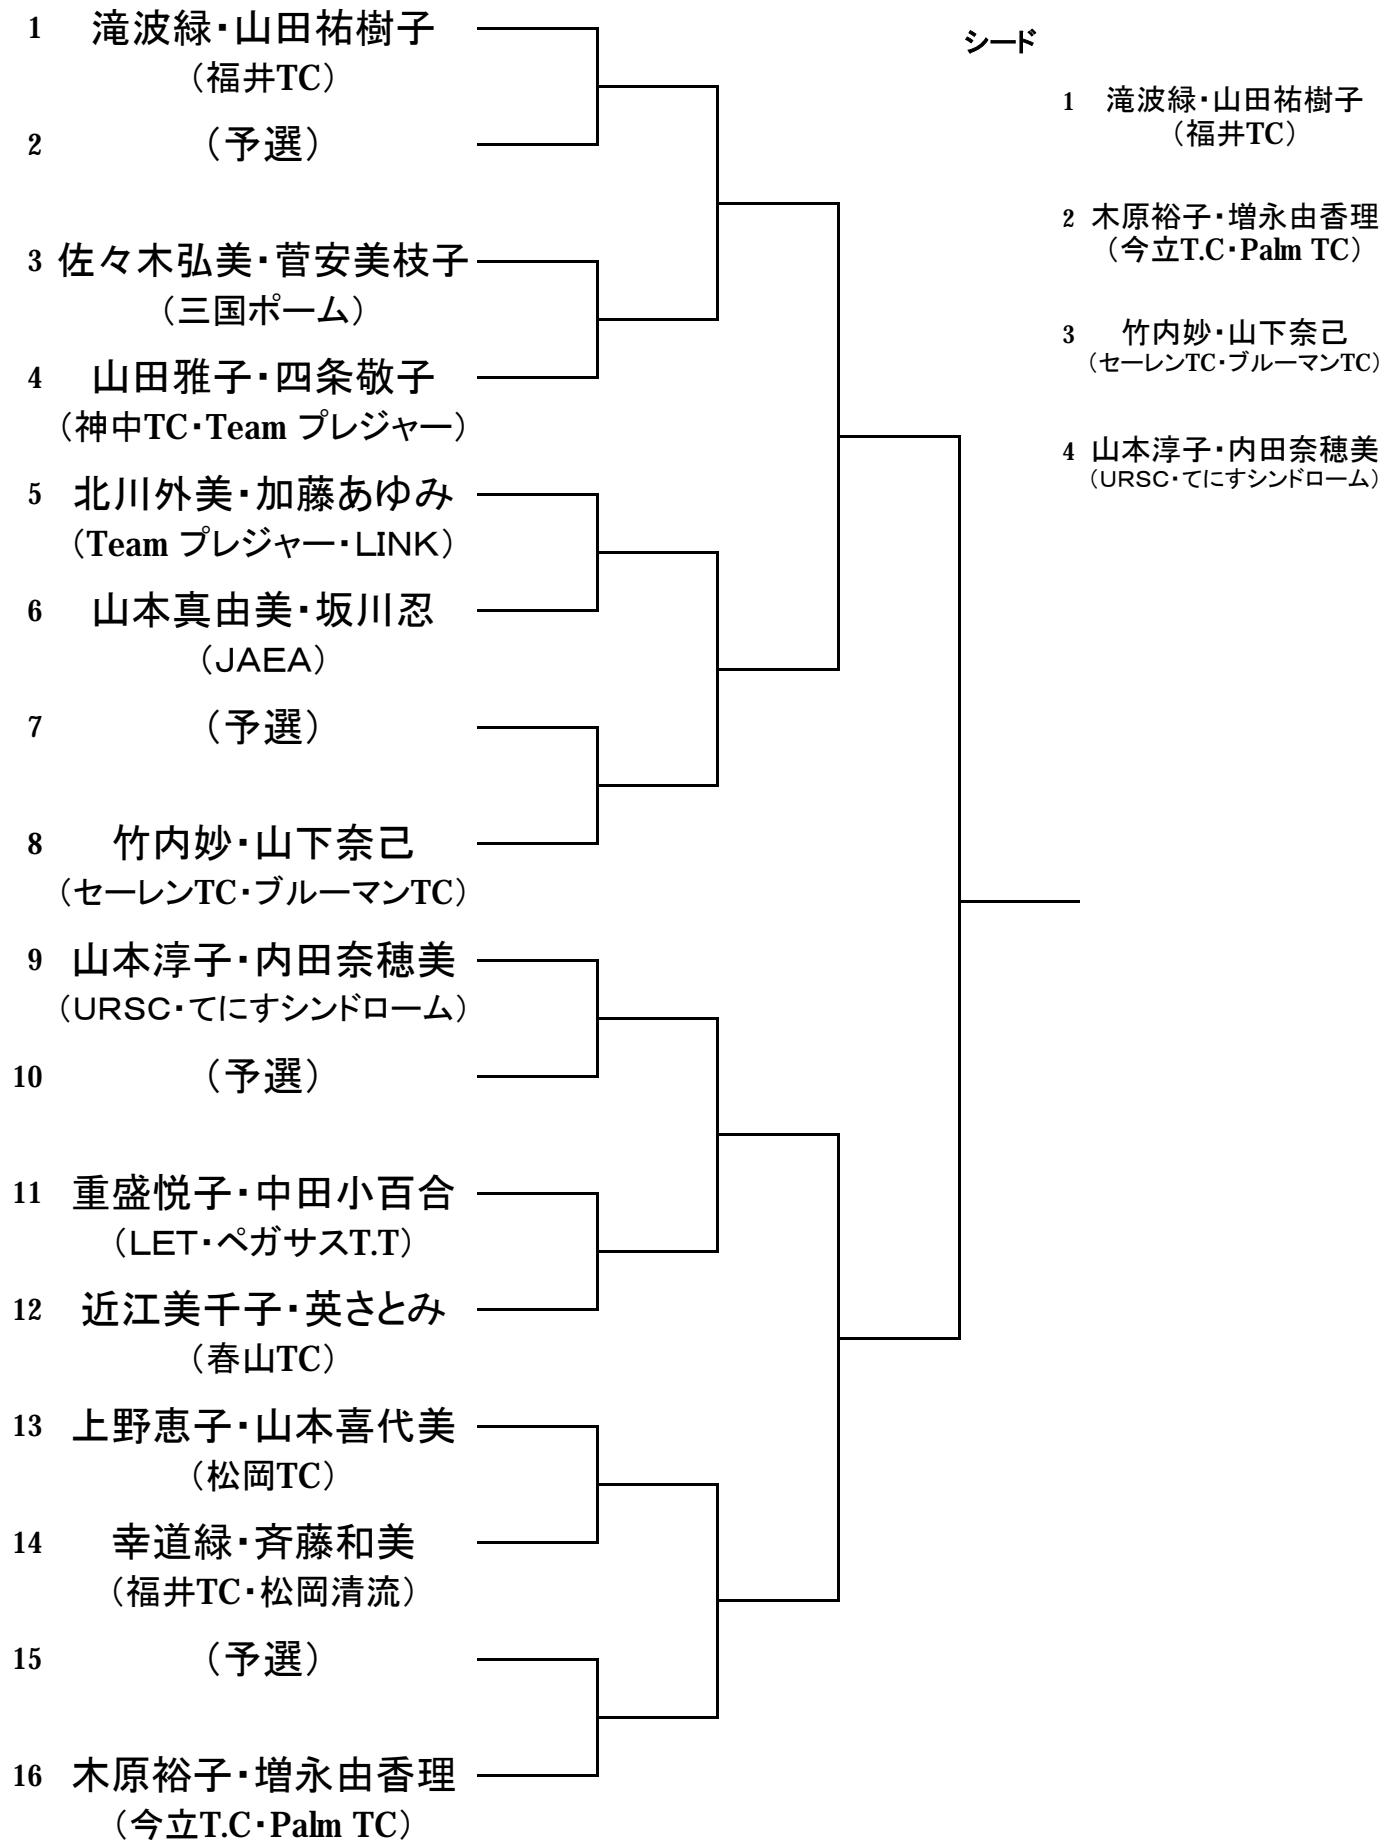 1 滝波緑・山田祐樹子
（福井TC）
2 （予選）
3 佐々木弘美・菅安美枝子
（三国ポーム）
4 山田雅子・四条敬子
（神中TC・Team プレジャー）
5 北川外美・加藤あゆみ
（Team プレジャー・LINK）
6 山本真由美・坂川忍
（JAEA）
7 （予選）
8 竹内妙・山下奈己
（セーレンTC・ブルーマンTC）
9 山本淳子・内田奈穂美
（URSC・てにすシンドローム）
10 （予選）
11 重盛悦子・中田小百合
（LET・ペガサスT.T）
12 近江美千子・英さとみ
（春山TC）
13 上野恵子・山本喜代美
（松岡TC）
14 幸道緑・斉藤和美
（福井TC・松岡清流）
15 （予選）
16 木原裕子・増永由香理
（今立T.C・Palm TC）
シード
1 滝波緑・山田祐樹子
（福井TC）
2 木原裕子・増永由香理
（今立T.C・Palm TC）
3 竹内妙・山下奈己
（セーレンTC・ブルーマンTC）
4 山本淳子・内田奈穂美
（URSC・てにすシンドローム）